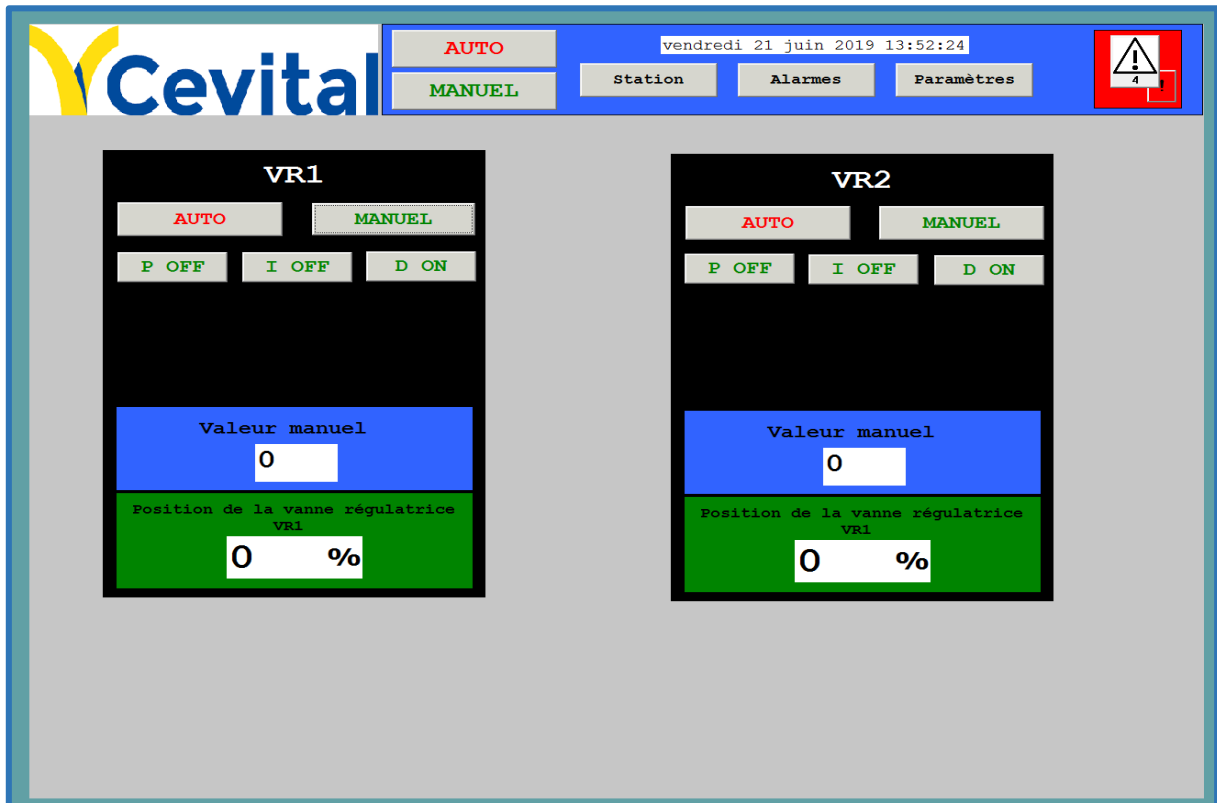 Cevital
AUTO
MANUEL
vendredi 21 juin 2019 13:52:24
Station
Alarmes
Paramètres
4
!
VR1
AUTO
MANUEL
P OFF
I OFF
D ON
Valeur manuel
0
Position de la vanne régulatrice
VR1
0 %
VR2
AUTO
MANUEL
P OFF
I OFF
D ON
Valeur manuel
0
Position de la vanne régulatrice
VR1
0 %